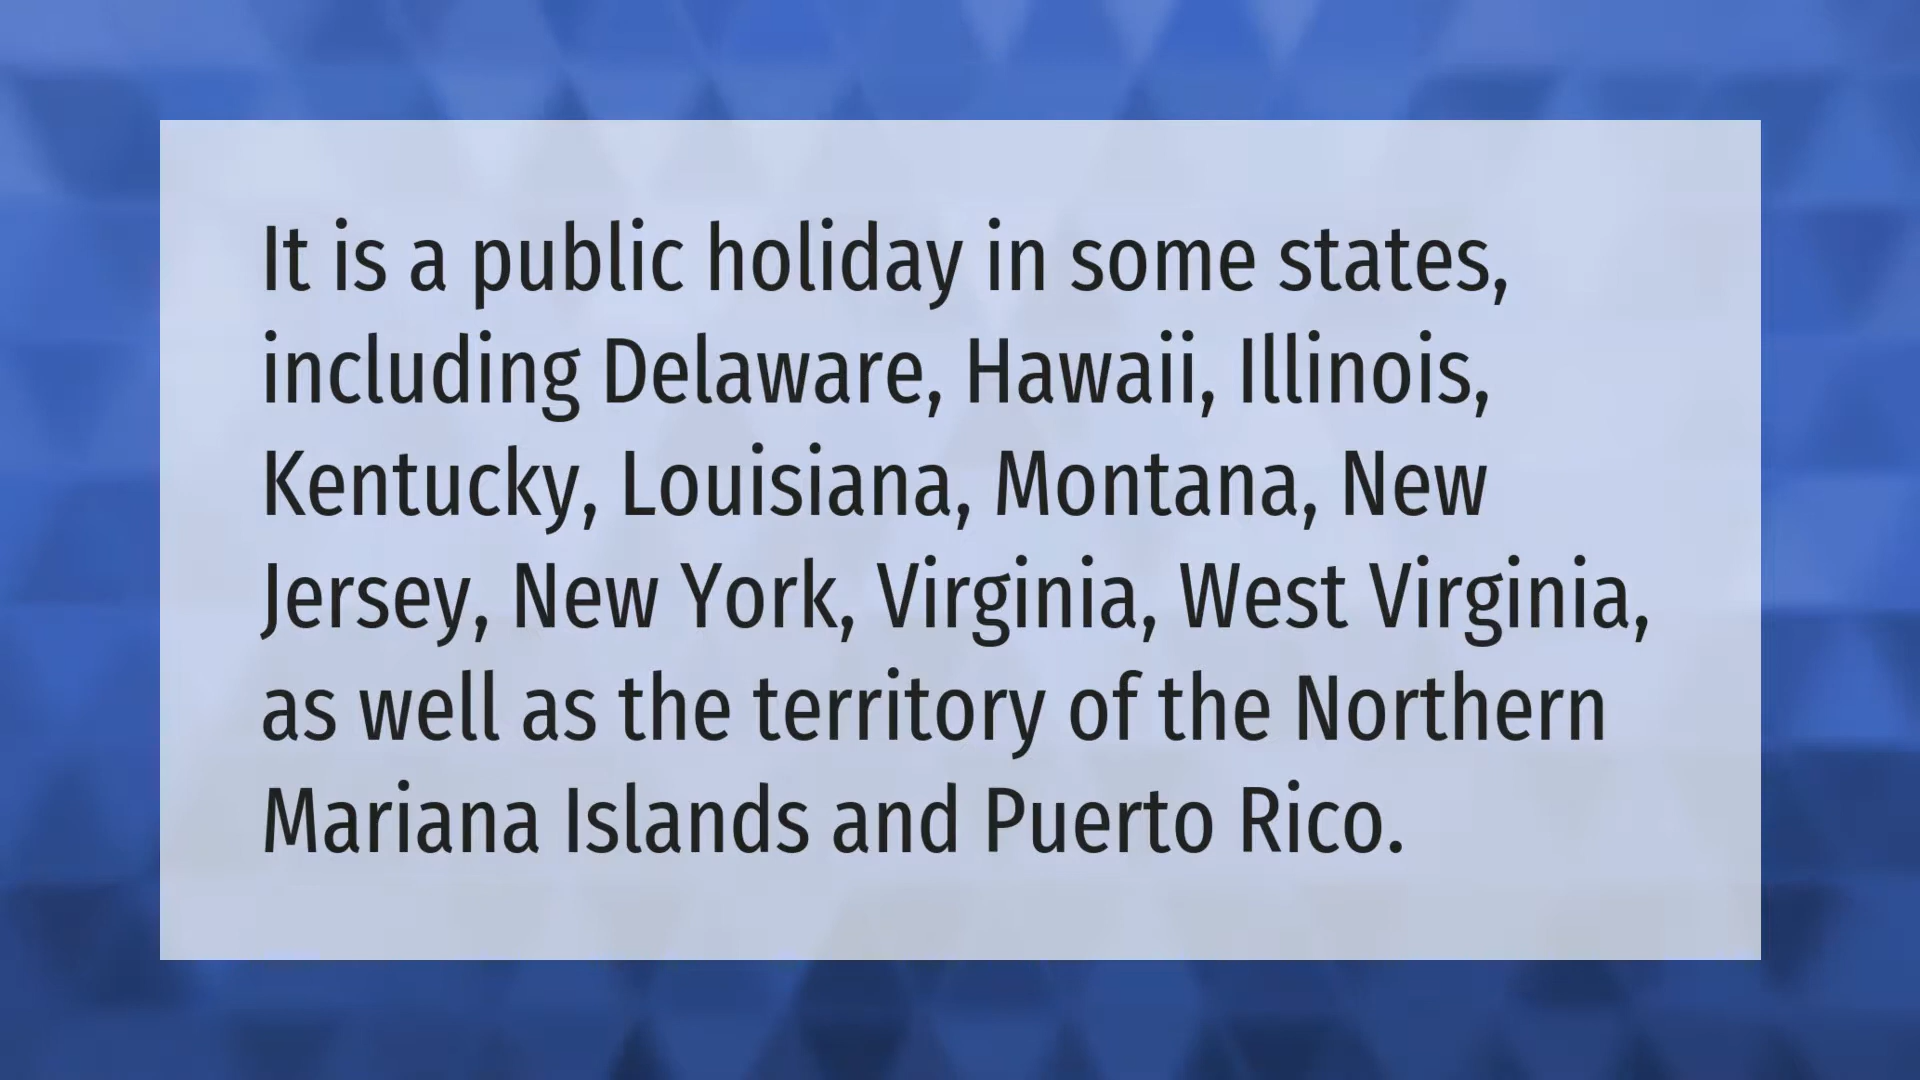 It is a public holiday in some states,
including Delaware, Hawaii, Illinois,
Kentucky, Louisiana, Montana, New
Jersey, New York, Virginia, West Virginia,
as well as the territory of the Northern
Mariana Islands and Puerto Rico.